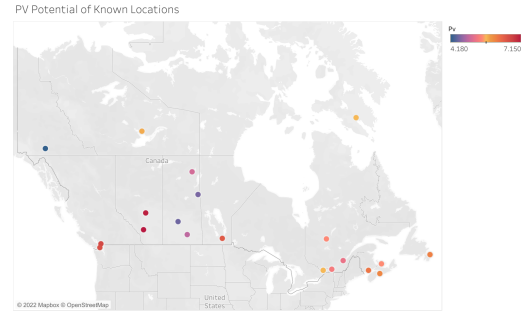 PV Potential of Known Locations
Pv
4.180 7.150
Canada
United
States
© 2022 Mapbox © OpenStreetMap